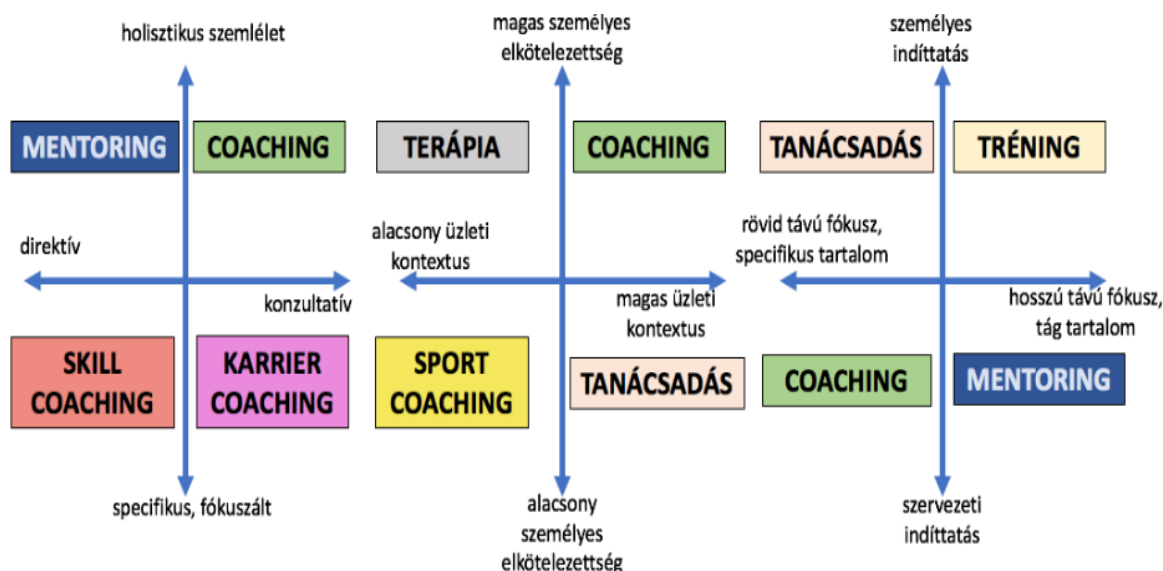 holisztikus szemlélet
MENTORING
COACHING
direktív
konzultatív
SKILL
COACHING
KARRIER
COACHING
specifikus, fókuszált
magas személyes
elkötelezettség
TERÁPIA
COACHING
alacsony üzleti
kontextus
magas üzleti
kontextus
SPORT
COACHING
TANÁCSADÁS
alacsony
személyes
elkötelezettség
személyes
indíttatás
TANÁCSADÁS
TRÉNING
rövid távú fókusz,
specifikus tartalom
hosszú távú fókusz,
tág tartalom
COACHING
MENTORING
szervezeti
indíttatás